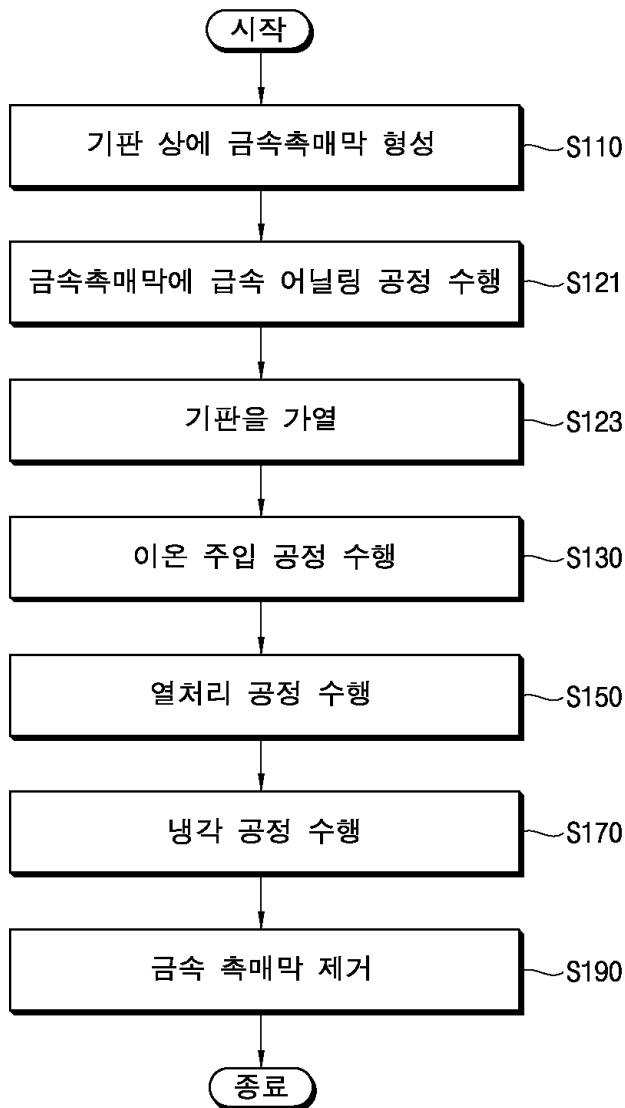 시작
기판 상에 금속촉매막 형성
S110
금속촉매막에 급속 어닐링 공정 수행
S121
기판을 가열
S123
이온 주입 공정 수행
S130
열처리 공정 수행
S150
냉각 공정 수행
S170
금속 촉매막 제거
S190
종료